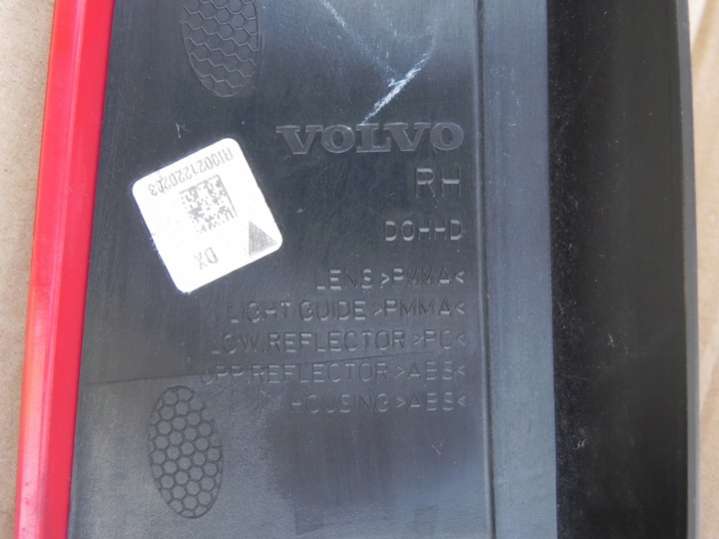 VOLVO
RH
DOHHD
LENS >PMMA<
LIGHT GUIDE >PMMA<
LOW.REFLECTOR >PC<
UPP.REFLECTOR >ABS<
HOUSING >ABS<
DX